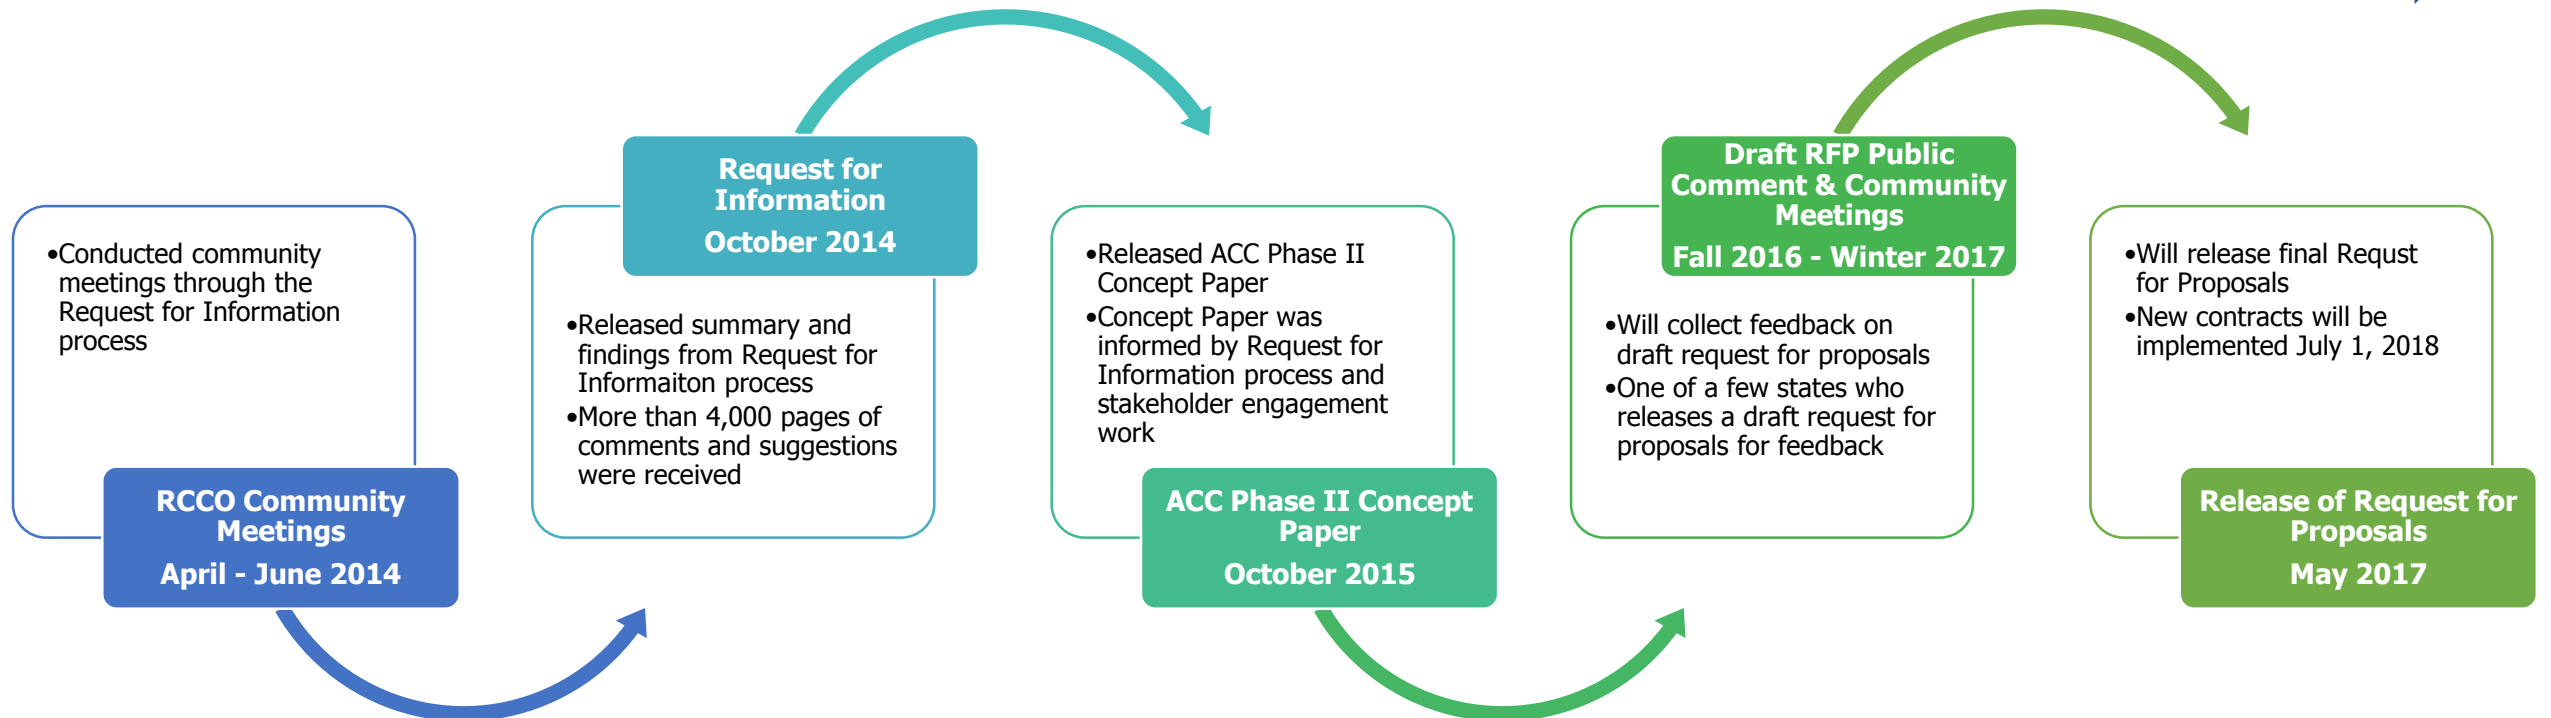 •Conducted community
meetings through the
Request for Information
process
RCCO Community
Meetings
April - June 2014
Request for
Information
October 2014
•Released summary and
findings from Request for
Informaiton process
•More than 4,000 pages of
comments and suggestions
were received
•Released ACC Phase II
Concept Paper
•Concept Paper was
informed by Request for
Information process and
stakeholder engagement
work
ACC Phase II Concept
Paper
October 2015
Draft RFP Public
Comment & Community
Meetings
Fall 2016 - Winter 2017
•Will collect feedback on
draft request for proposals
•One of a few states who
releases a draft request for
proposals for feedback
•Will release final Requst
for Proposals
•New contracts will be
implemented July 1, 2018
Release of Request for
Proposals
May 2017